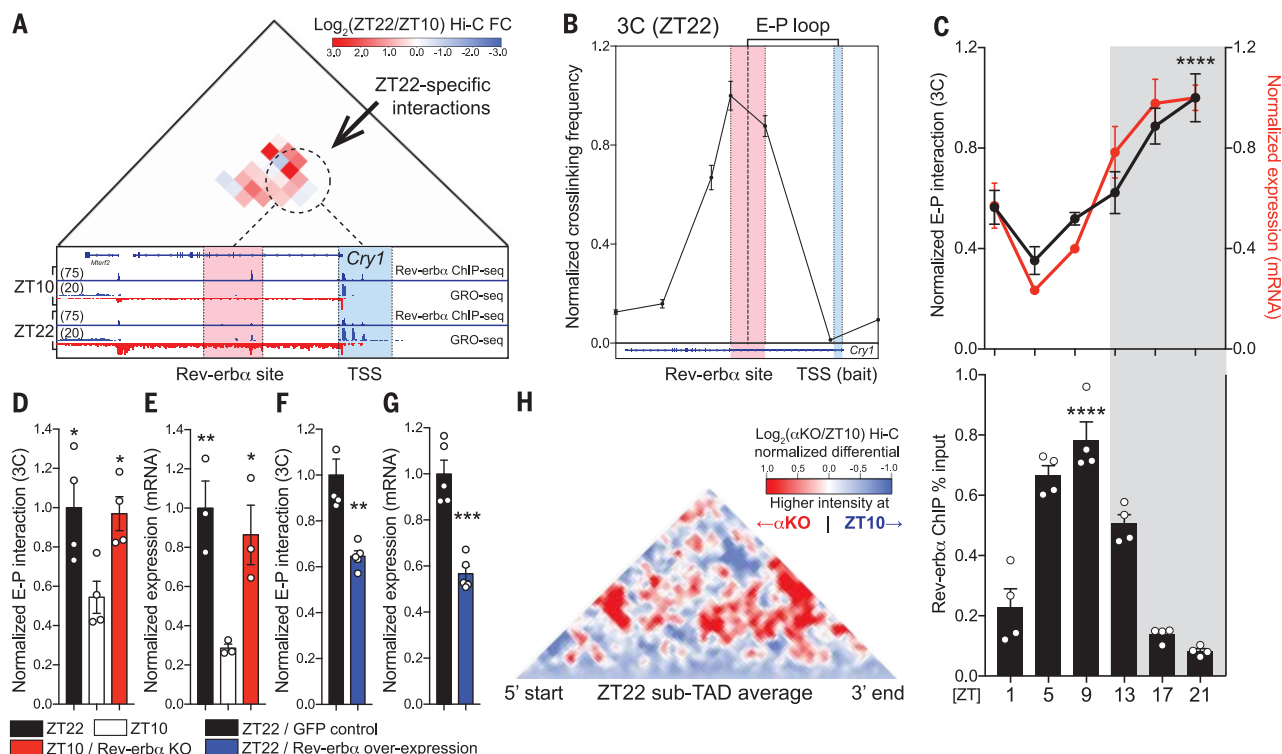 A
Log2(ZT22/ZT10) Hi-C FC
3.0 2.0 1.0 0.0 -1.0 -2.0 -3.0
ZT22-specific
interactions
Mterf2
Cry1
ZT10
(75)
Rev-erbα ChIP-seq
(20)
GRO-seq
ZT22
(75)
Rev-erbα ChIP-seq
(20)
GRO-seq
Rev-erbα site
TSS
B
3C (ZT22)
E-P loop
Normalized crosslinking frequency
1.2
0.8
0.4
0.0
Cry1
Rev-erbα site
TSS (bait)
C
Normalized E-P interaction (3C)
1.2
0.8
0.4
0.0
****
1.2
0.8
0.4
0.0
Normalized expression (mRNA)
Rev-erbα ChIP % input
1.0
0.8
0.6
0.4
0.2
0.0
****
[ZT] 1 5 9 13 17 21
D
Normalized E-P interaction (3C)
1.4
1.2
1.0
0.8
0.6
0.4
0.2
0.0
*
*
E
Normalized expression (mRNA)
1.4
1.2
1.0
0.8
0.6
0.4
0.2
0.0
**
*
F
Normalized E-P interaction (3C)
1.2
1.0
0.8
0.6
0.4
0.2
0.0
**
G
Normalized expression (mRNA)
1.2
1.0
0.8
0.6
0.4
0.2
0.0
***
ZT22
ZT10
ZT10 / Rev-erbα KO
ZT22 / GFP control
ZT22 / Rev-erbα over-expression
H
Log2(αKO/ZT10) Hi-C
normalized differential
1.0 0.5 0.0 -0.5 -1.0
Higher intensity at
←αKO | ZT10→
5' start
ZT22 sub-TAD average
3' end